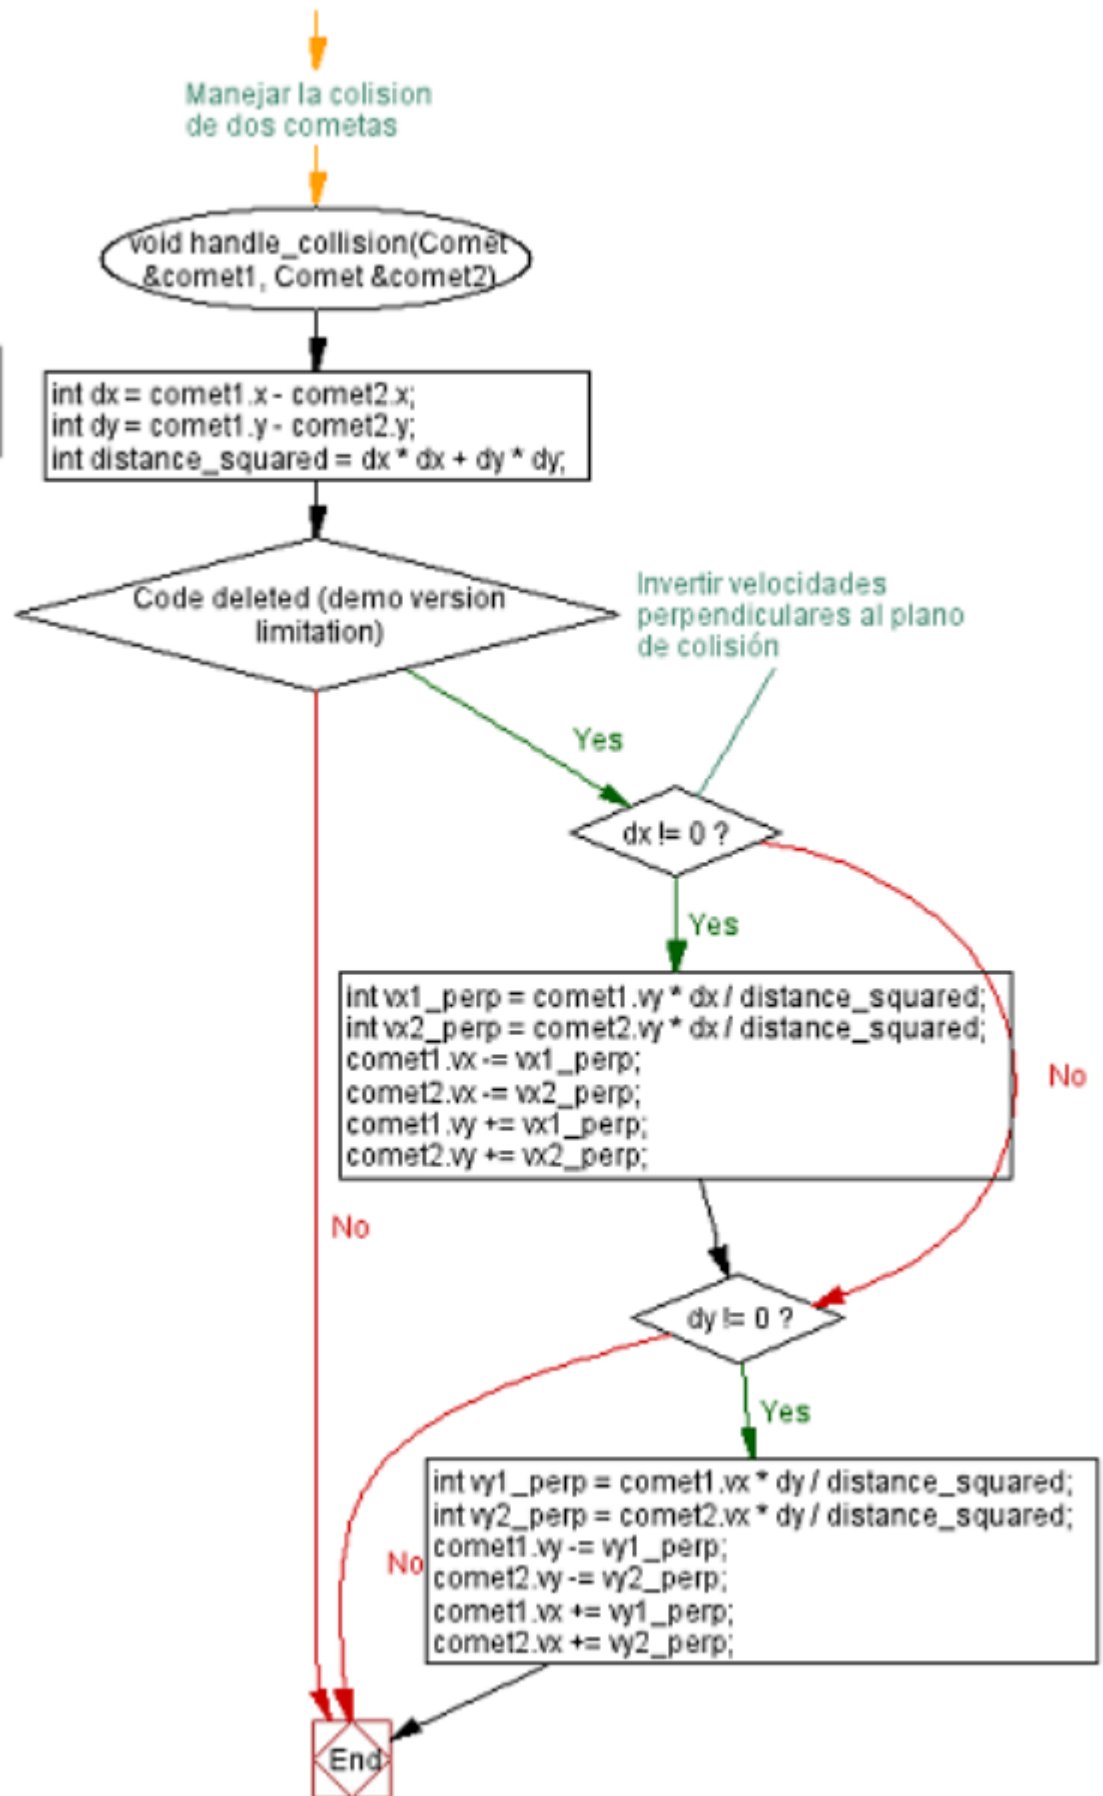 Manejar la colision
de dos cometas
void handle_collision(Comet
&comet1, Comet &comet2)
int dx = comet1.x - comet2.x;
int dy = comet1.y - comet2.y;
int distance_squared = dx * dx + dy * dy;
Code deleted (demo version
limitation)
Invertir velocidades
perpendiculares al plano
de colisión
Yes
dx != 0 ?
Yes
int vx1_perp = comet1.vy * dx / distance_squared;
int vx2_perp = comet2.vy * dx / distance_squared;
comet1.vx -= vx1_perp;
comet2.vx -= vx2_perp;
comet1.vy += vx1_perp;
comet2.vy += vx2_perp;
No
No
dy != 0 ?
Yes
int vy1_perp = comet1.vx * dy / distance_squared;
int vy2_perp = comet2.vx * dy / distance_squared;
comet1.vy -= vy1_perp;
comet2.vy -= vy2_perp;
comet1.vx += vy1_perp;
comet2.vx += vy2_perp;
No
End